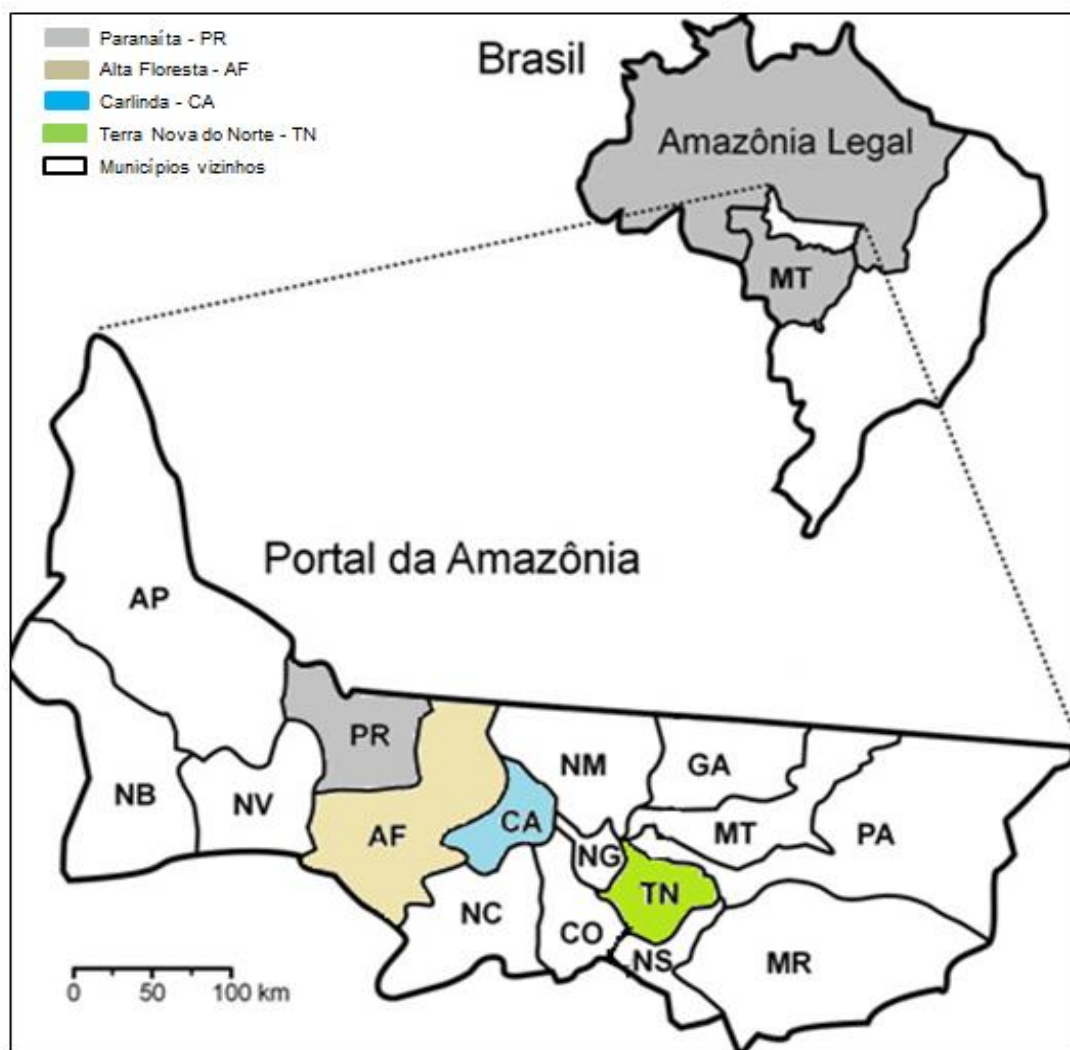 Paranaíta - PR
Alta Floresta - AF
Carlinda - CA
Terra Nova do Norte - TN
Municípios vizinhos
Brasil
Amazônia Legal
MT
Portal da Amazônia
AP
PR
NB
NV
AF
CA
NM
GA
MT
PA
NG
TN
NC
CO
NS
MR
0 50 100 km